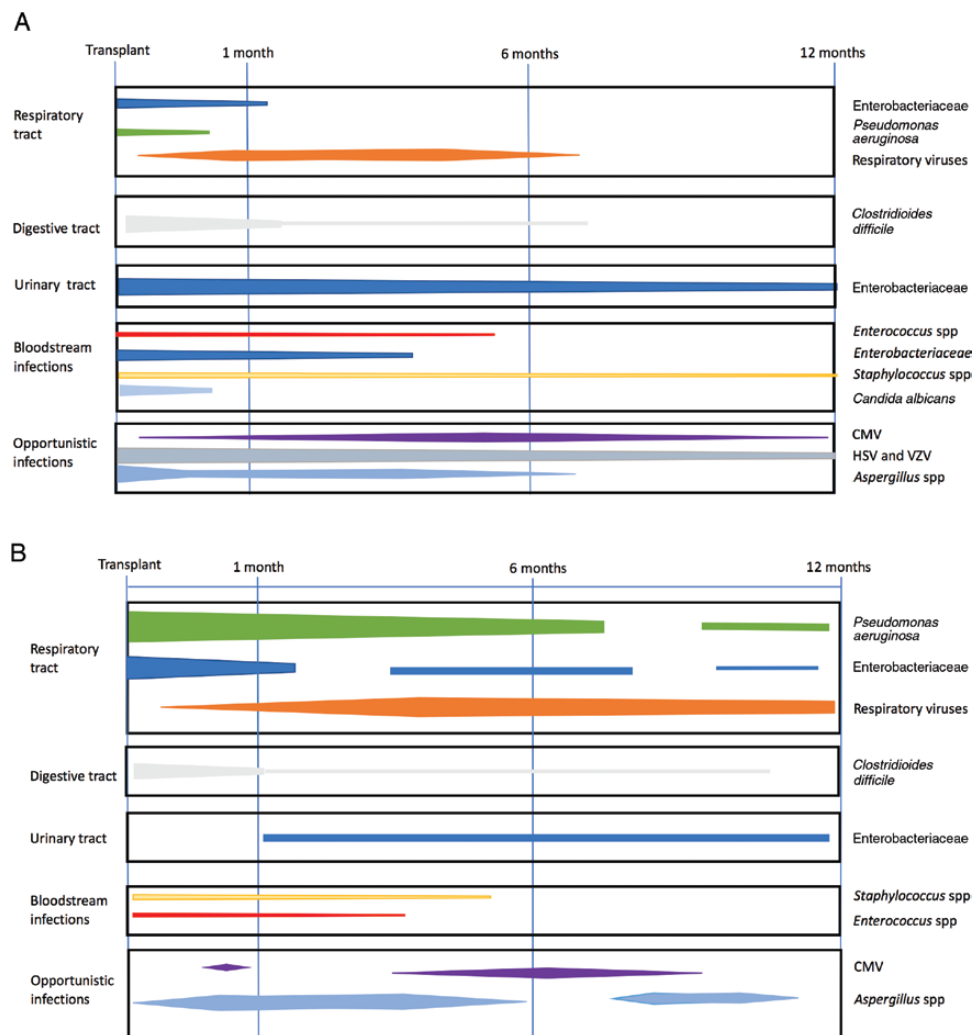 A
Transplant 1 month 6 months 12 months
Respiratory
tract
Enterobacteriaceae
Pseudomonas
aeruginosa
Respiratory viruses
Digestive tract
Clostridioides
difficile
Urinary tract
Enterobacteriaceae
Bloodstream
infections
Enterococcus spp
Enterobacteriaceae
Staphylococcus spp
Candida albicans
Opportunistic
infections
CMV
HSV and VZV
Aspergillus spp
B
Transplant 1 month 6 months 12 months
Respiratory
tract
Pseudomonas
aeruginosa
Enterobacteriaceae
Respiratory viruses
Digestive tract
Clostridioides
difficile
Urinary tract
Enterobacteriaceae
Bloodstream
infections
Staphylococcus spp
Enterococcus spp
Opportunistic
infections
CMV
Aspergillus spp